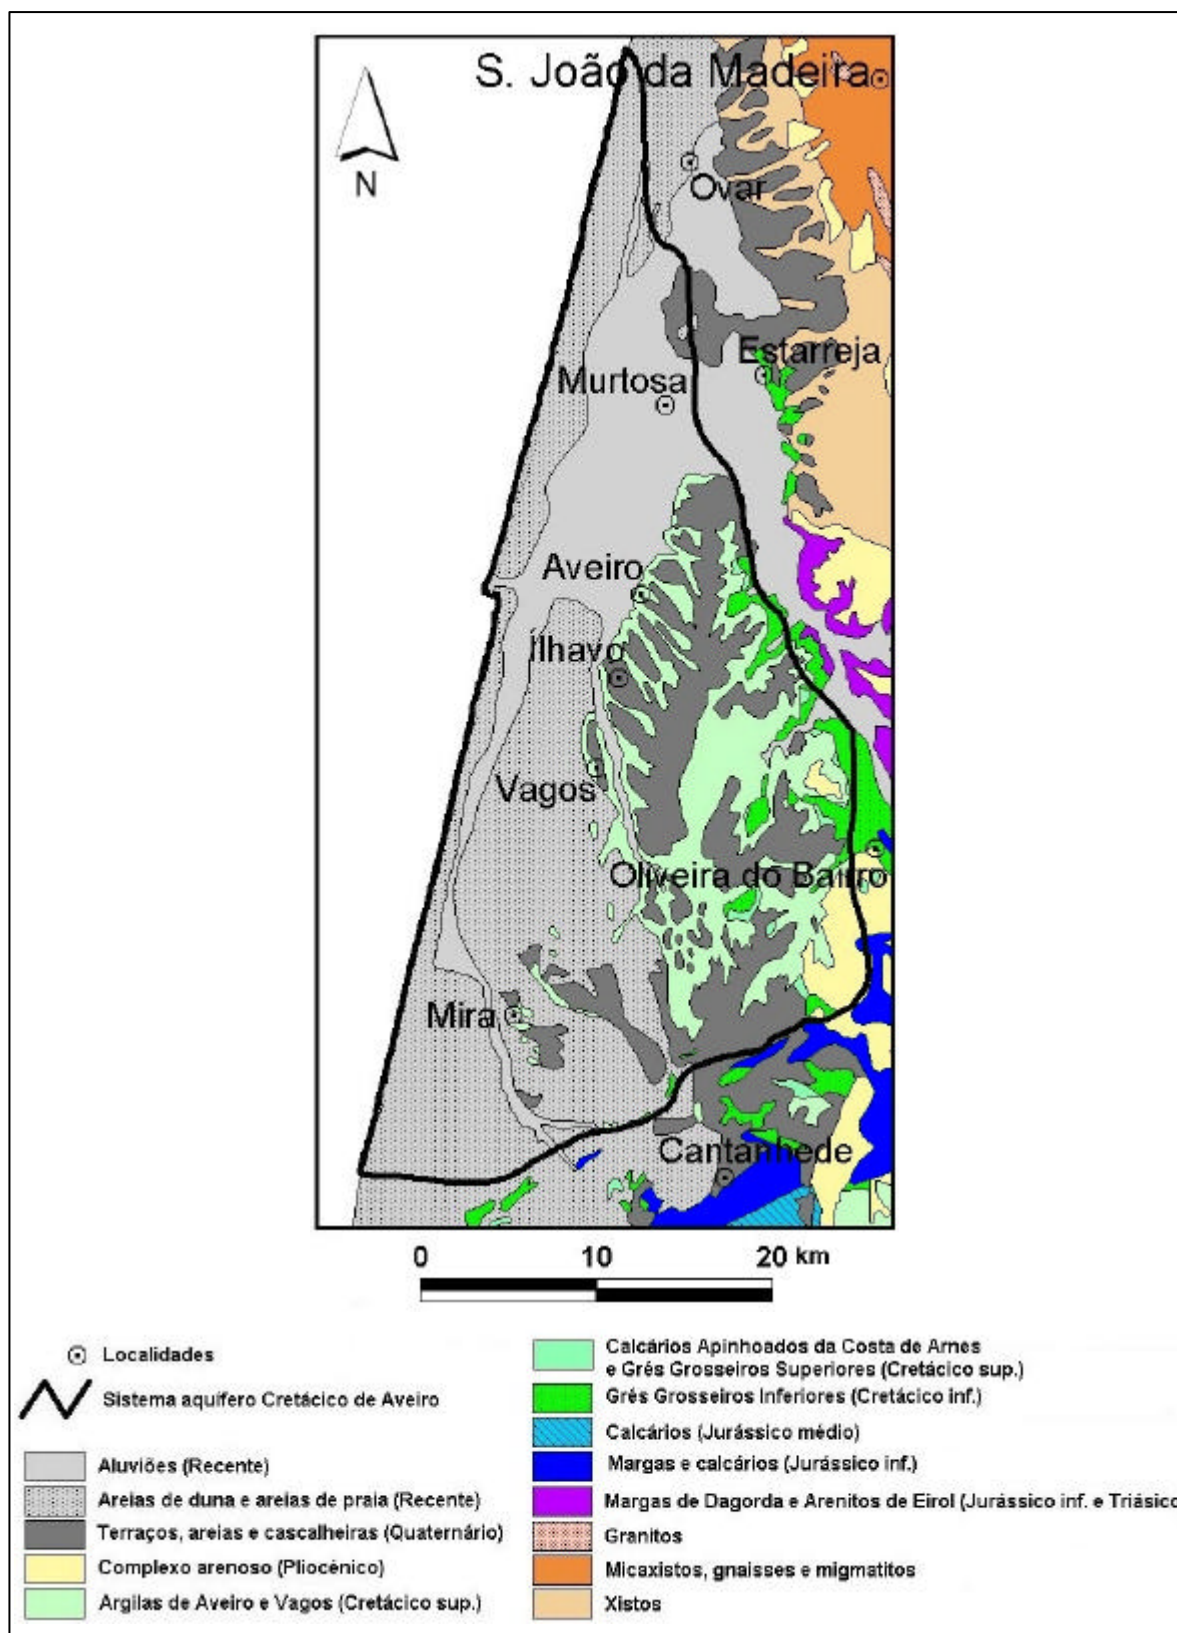 S. João da Madeira
N
Ovar
Estarreja
Murtosa
Aveiro
Ílhavo
Vagos
Oliveira do Bairro
Mira
Cantanhede
0 10 20 km
Localidades
Sistema aquífero Cretácico de Aveiro
Aluviões (Recente)
Areias de duna e areias de praia (Recente)
Terraços, areias e cascalheiras (Quaternário)
Complexo arenoso (Pliocénico)
Argilas de Aveiro e Vagos (Cretácico sup.)
Calcários Apinhoados da Costa de Arnes
e Grés Grosseiros Superiores (Cretácico sup.)
Grés Grosseiros Inferiores (Cretácico inf.)
Calcários (Jurássico médio)
Margas e calcários (Jurássico inf.)
Margas de Dagorda e Arenitos de Eirol (Jurássico inf. e Triásico
Granitos
Micaxistos, gnaisses e migmatitos
Xistos